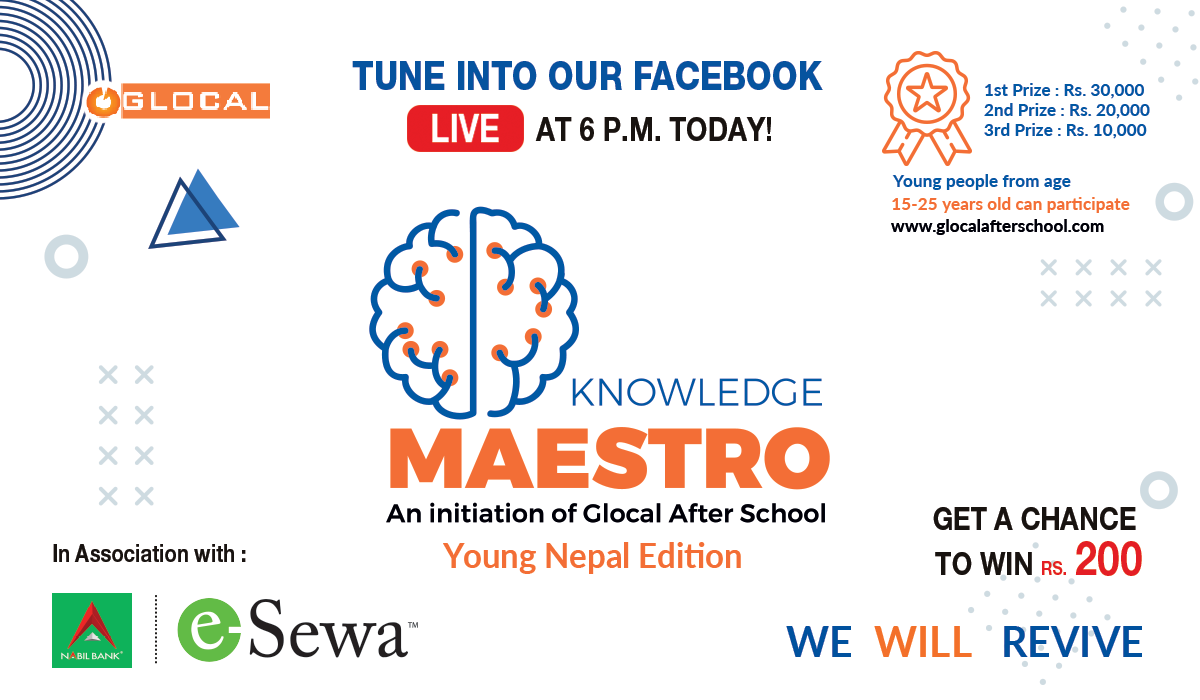 GLOCAL
TUNE INTO OUR FACEBOOK
LIVE AT 6 P.M. TODAY!
1st Prize : Rs. 30,000
2nd Prize : Rs. 20,000
3rd Prize : Rs. 10,000
Young people from age
15-25 years old can participate
www.glocalafterschool.com
KNOWLEDGE
MAESTRO
An initiation of Glocal After School
Young Nepal Edition
In Association with :
NABIL BANK
e-Sewa™
GET A CHANCE
TO WIN RS. 200
WE WILL REVIVE